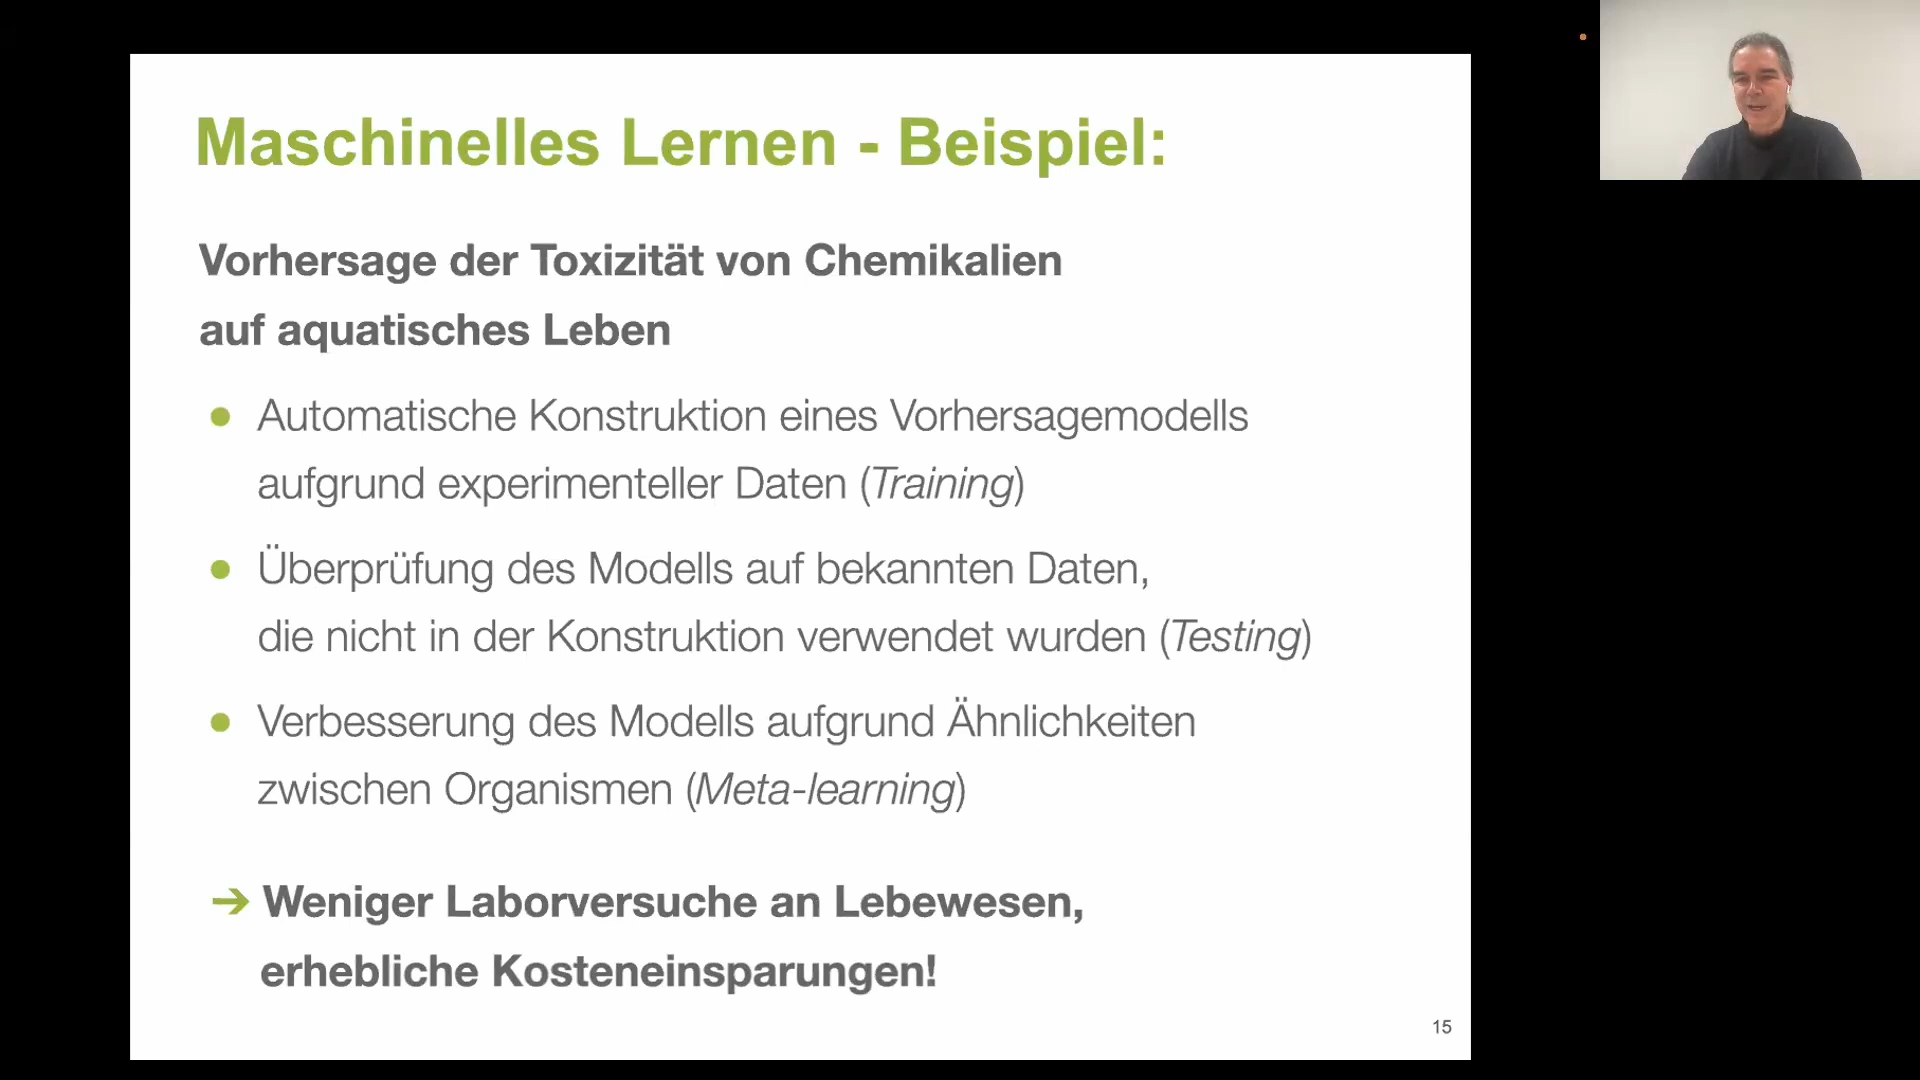 Maschinelles Lernen - Beispiel:
Vorhersage der Toxizität von Chemikalien
auf aquatisches Leben
● Automatische Konstruktion eines Vorhersagemodells
aufgrund experimenteller Daten (Training)
● Überprüfung des Modells auf bekannten Daten,
die nicht in der Konstruktion verwendet wurden (Testing)
● Verbesserung des Modells aufgrund Ähnlichkeiten
zwischen Organismen (Meta-learning)
➔ Weniger Laborversuche an Lebewesen,
erhebliche Kosteneinsparungen!
15